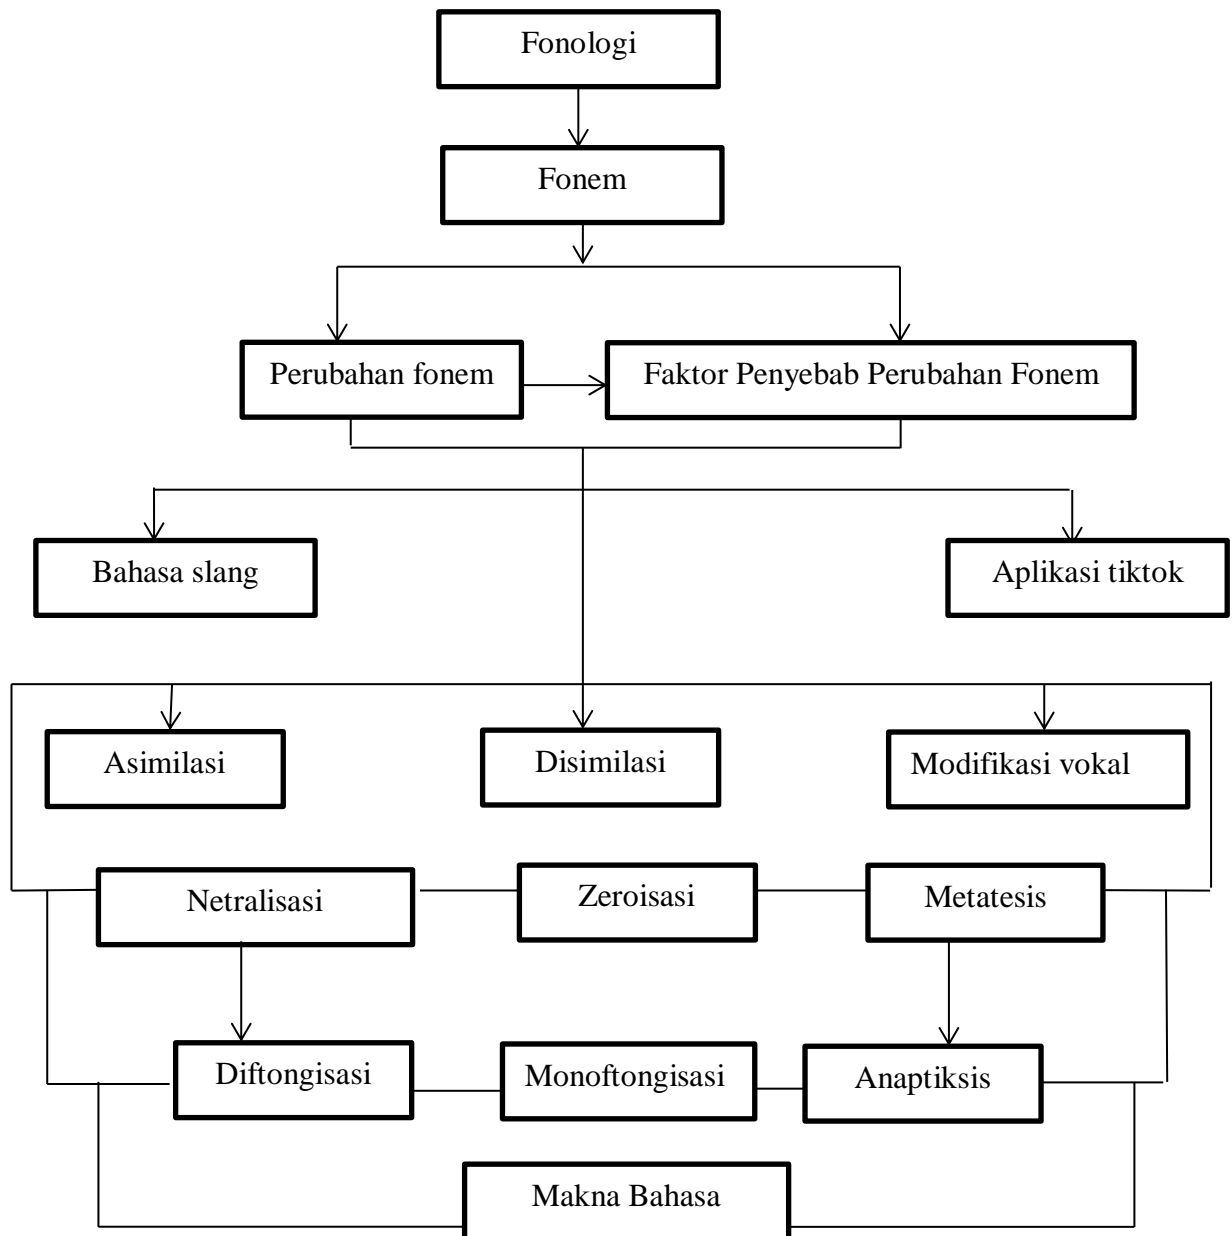 Fonologi
Fonem
Perubahan fonem
Faktor Penyebab Perubahan Fonem
Bahasa slang
Aplikasi tiktok
Asimilasi
Disimilasi
Modifikasi vokal
Netralisasi
Zeroisasi
Metatesis
Diftongisasi
Monoftongisasi
Anaptiksis
Makna Bahasa